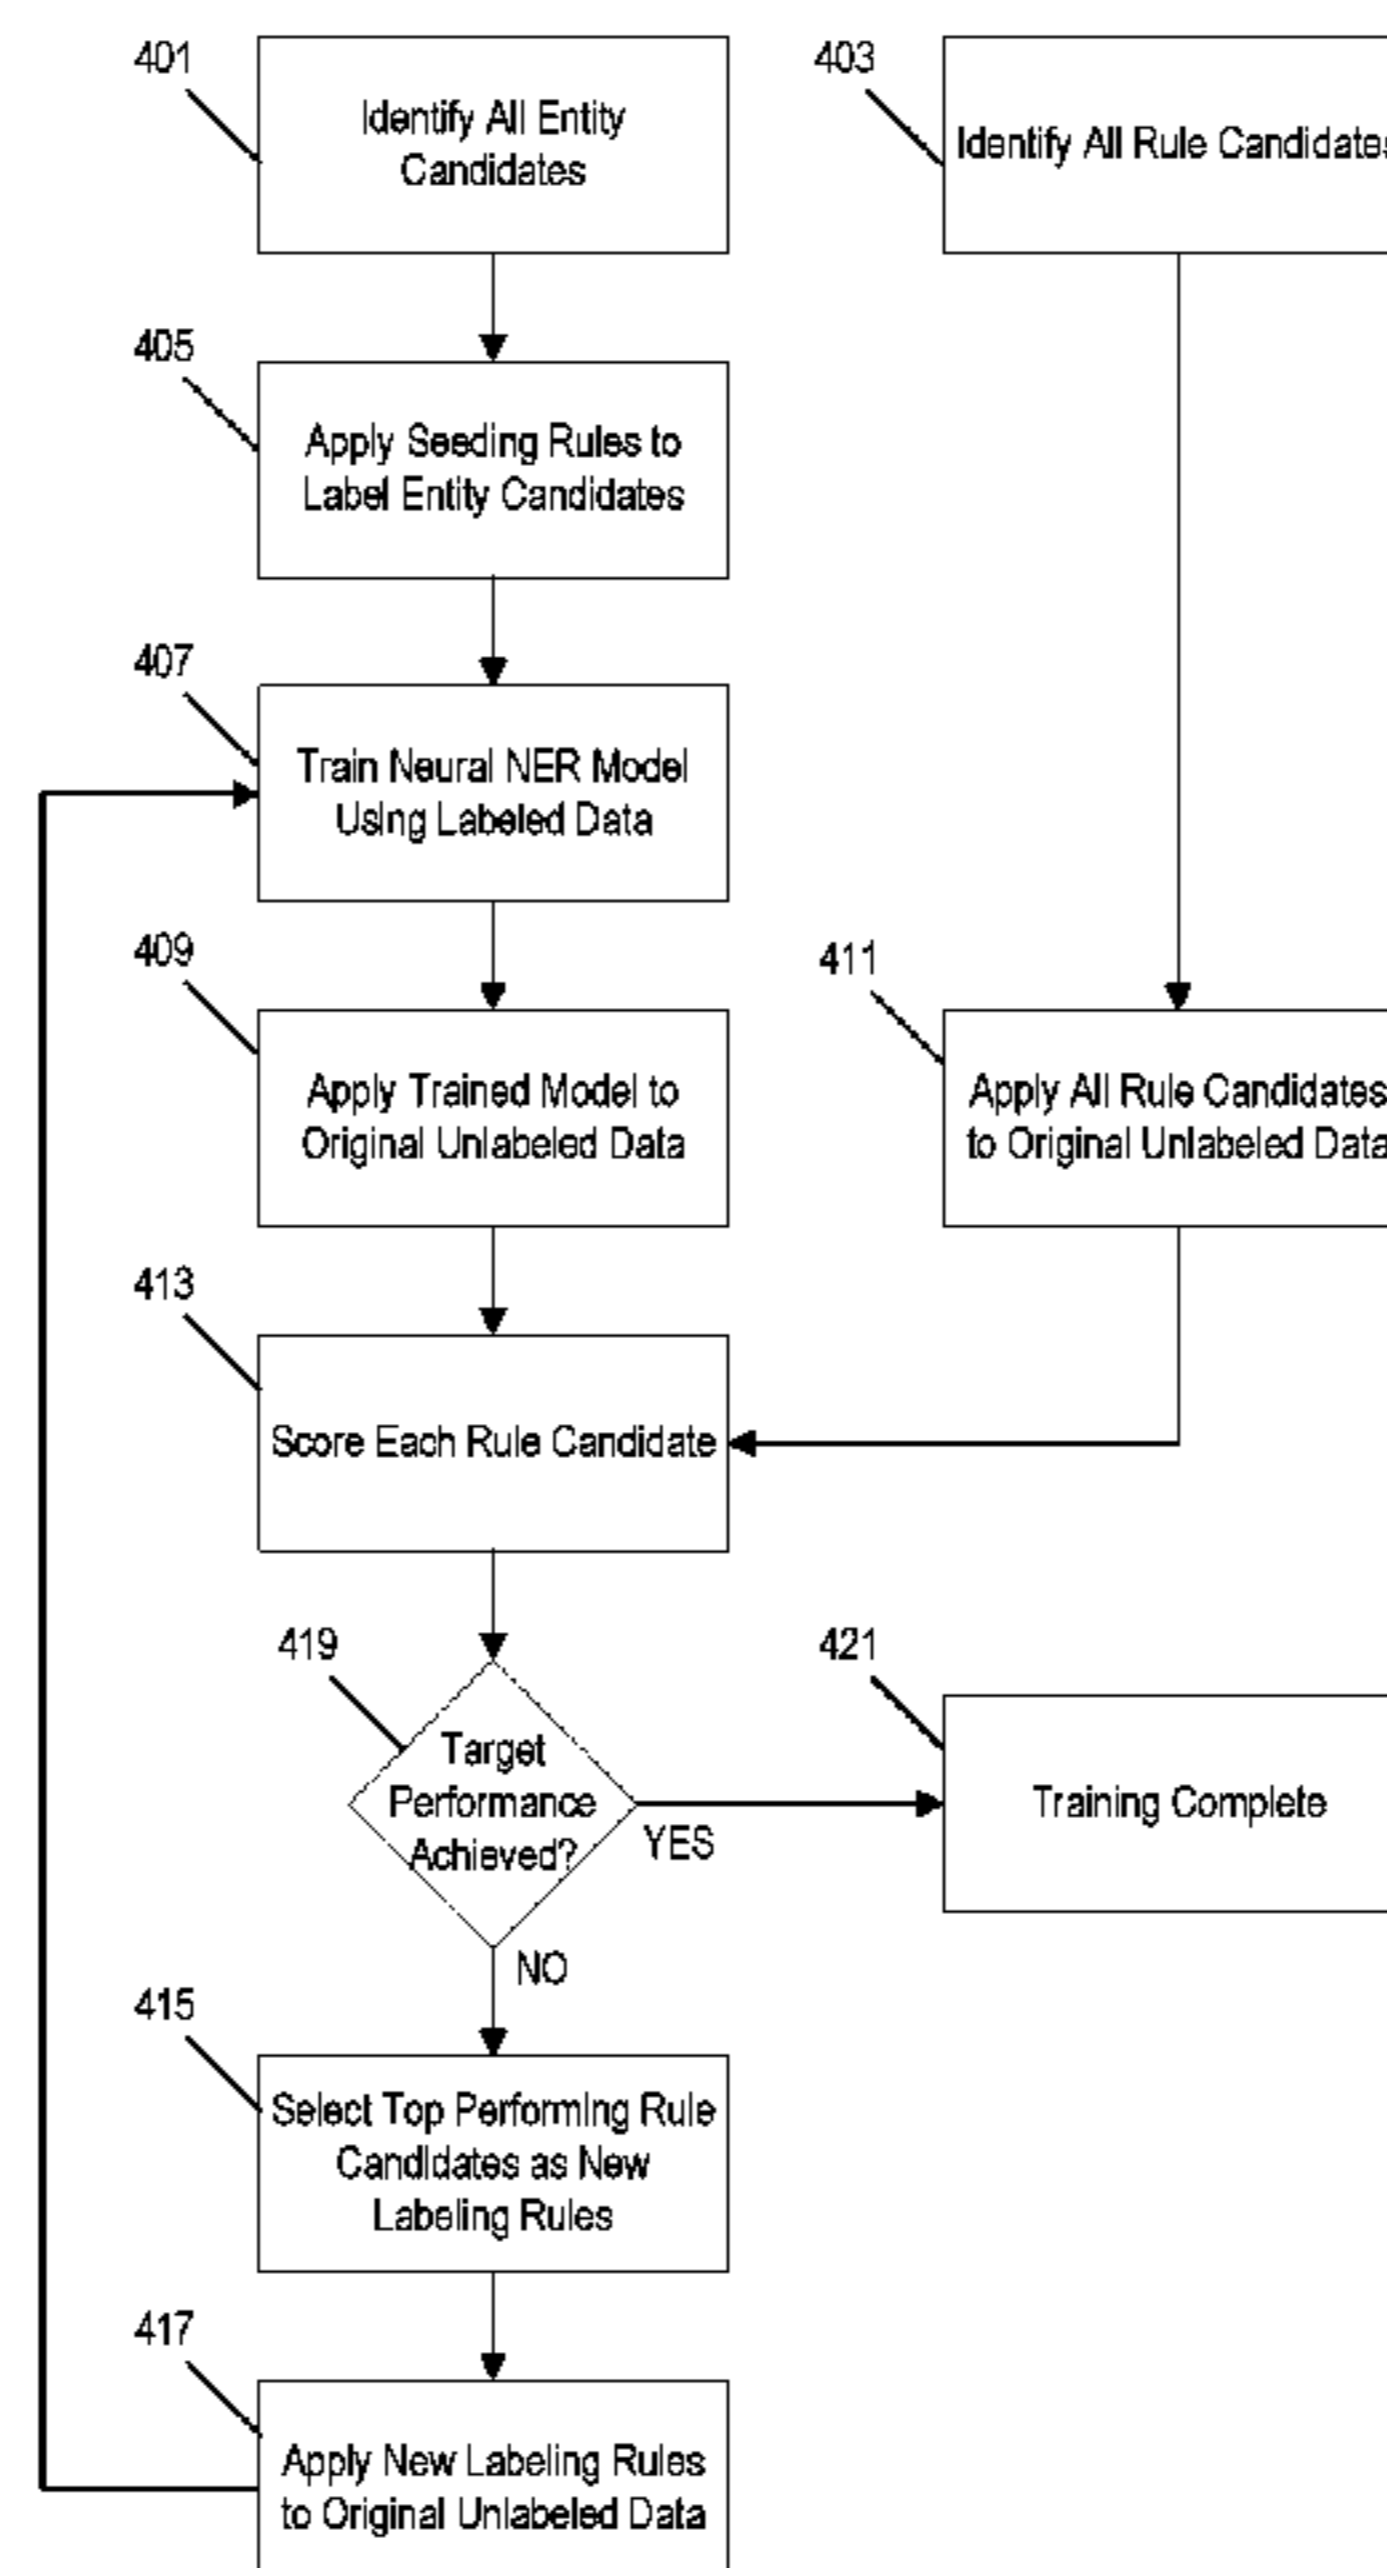 401
Identify All Entity
Candidates
403
Identify All Rule Candidates
405
Apply Seeding Rules to
Label Entity Candidates
407
Train Neural NER Model
Using Labeled Data
409
Apply Trained Model to
Original Unlabeled Data
411
Apply All Rule Candidates
to Original Unlabeled Data
413
Score Each Rule Candidate
419
Target
Performance
Achieved?
YES
421
Training Complete
NO
415
Select Top Performing Rule
Candidates as New
Labeling Rules
417
Apply New Labeling Rules
to Original Unlabeled Data